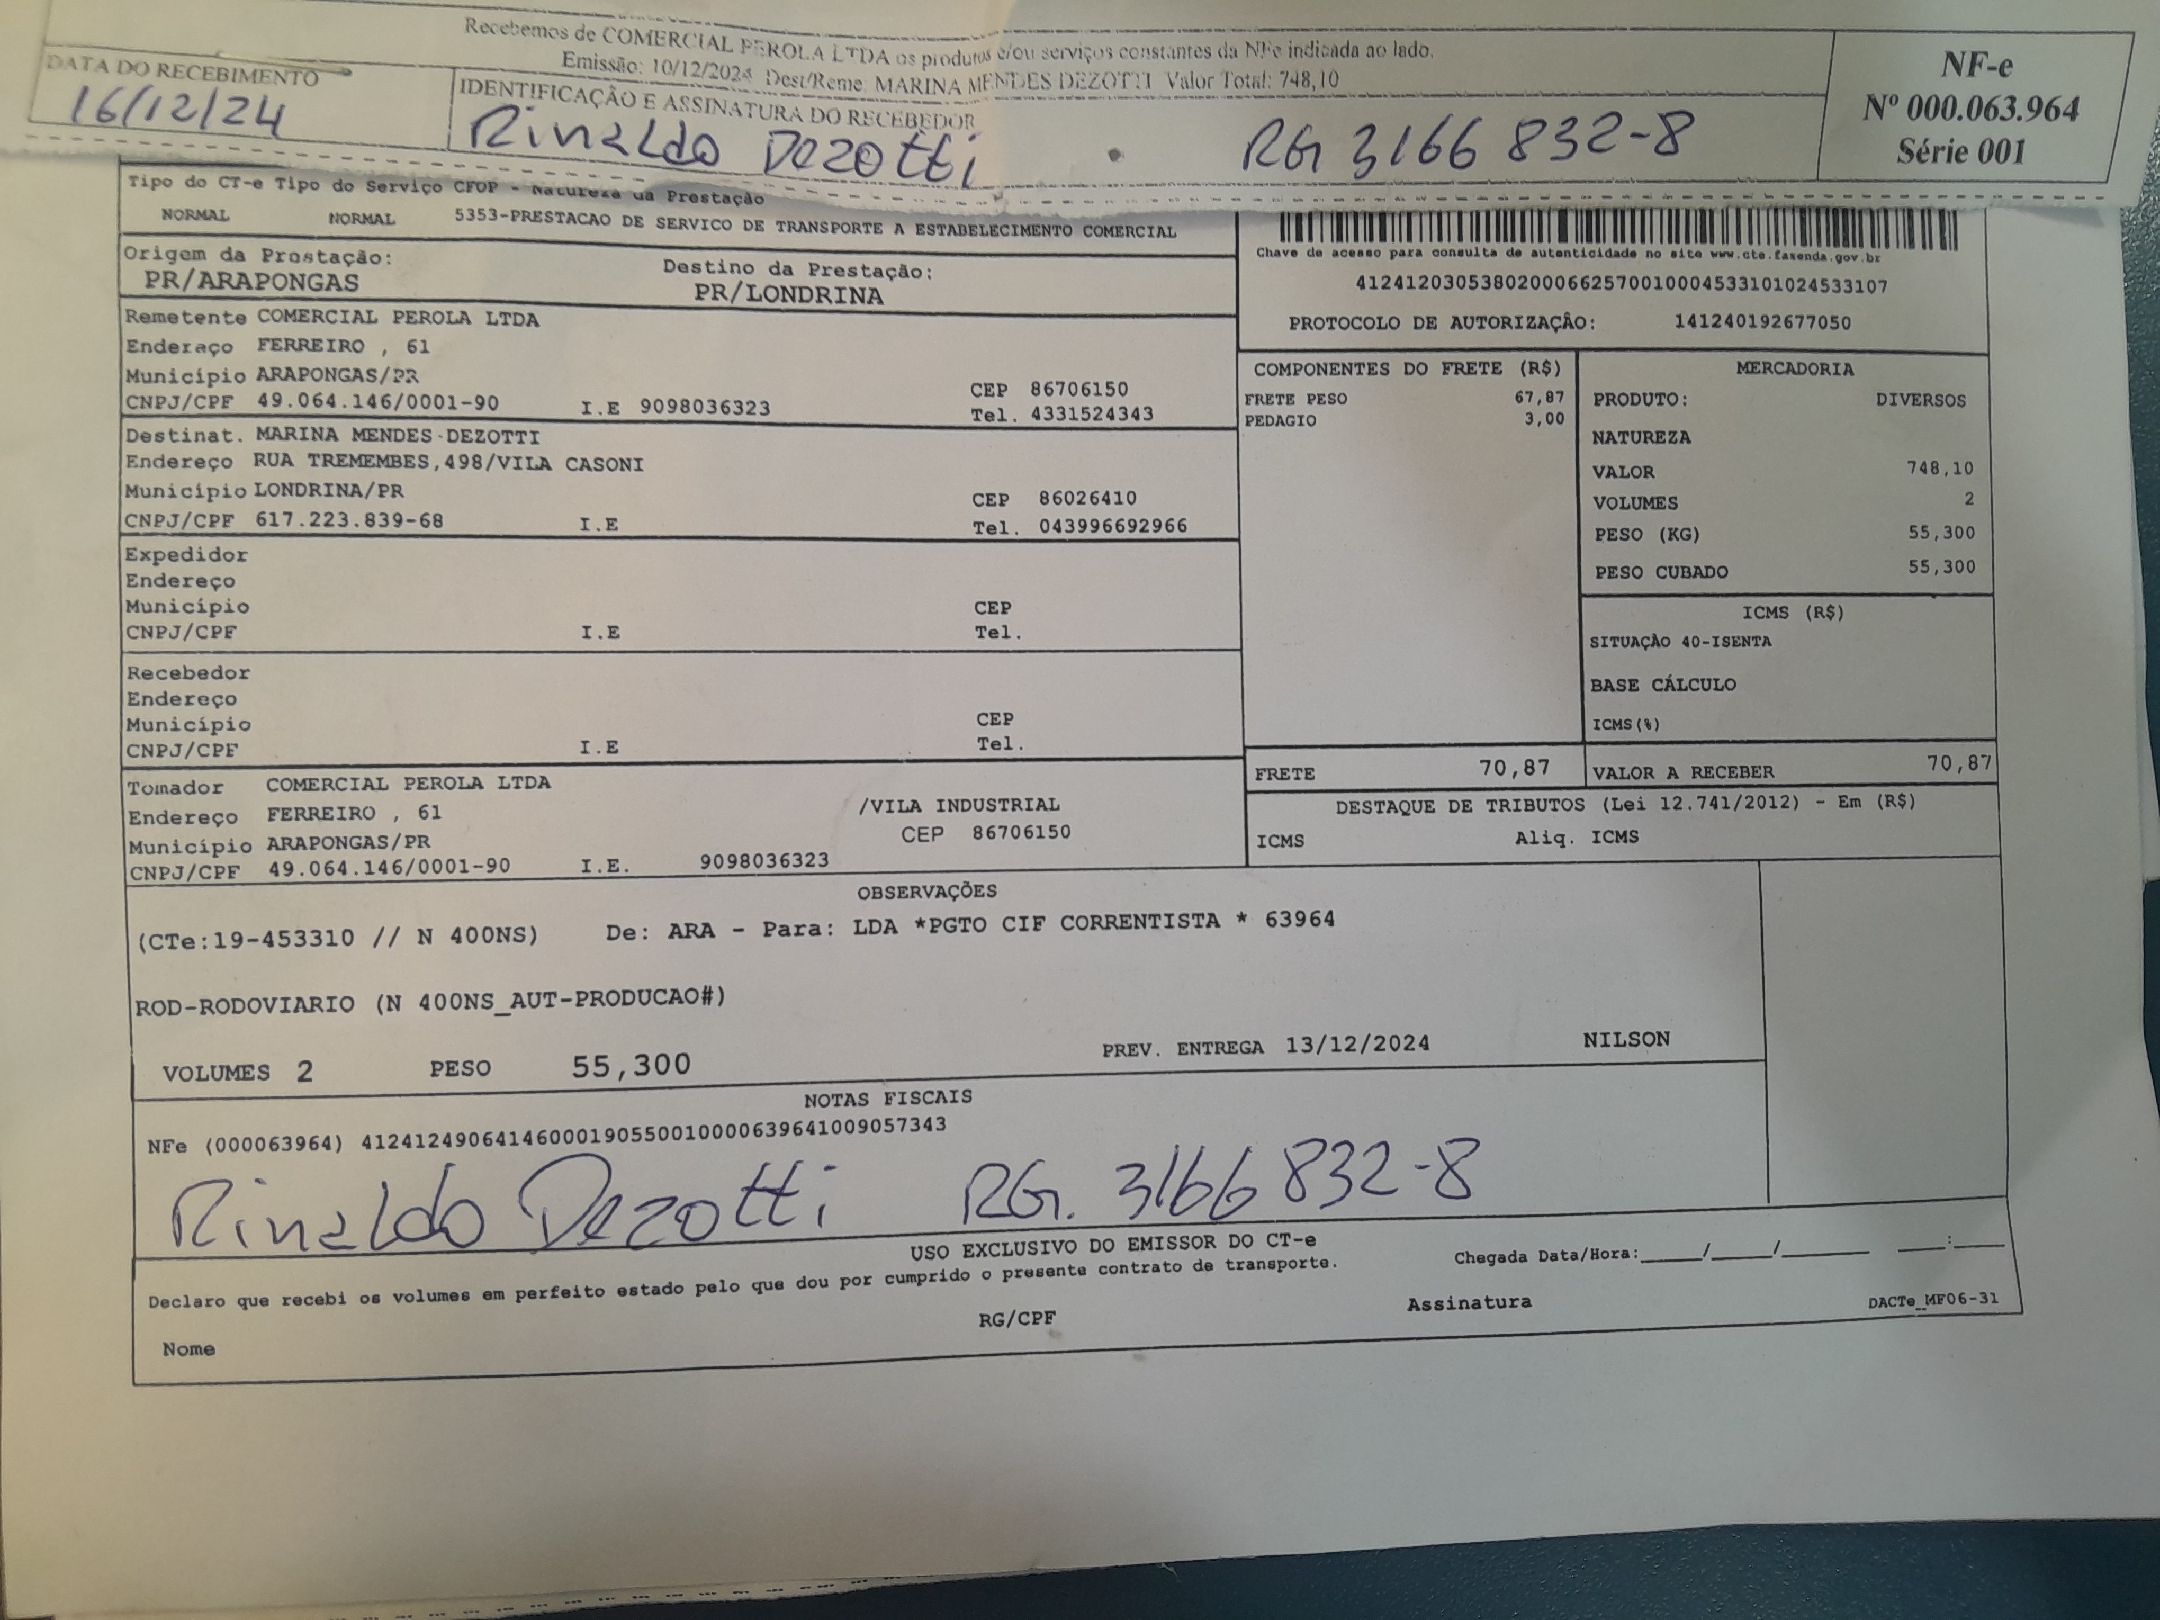 Recebemos de COMERCIAL PEROLA LTDA os produtos e/ou serviços constantes da NFe indicada ao lado.
Emissão: 10/12/2024 Dest/Reme: MARINA MENDES DEZOTTI Valor Total: 748,10
DATA DO RECEBIMENTO
16/12/24
IDENTIFICAÇÃO E ASSINATURA DO RECEBEDOR
Rinaldo Dezotti RG 3166832-8
NF-e
Nº 000.063.964
Série 001
Tipo do CT-e Tipo do Serviço CFOP - Natureza da Prestação
NORMAL NORMAL 5353-PRESTACAO DE SERVICO DE TRANSPORTE A ESTABELECIMENTO COMERCIAL
Origem da Prestação:
PR/ARAPONGAS
Destino da Prestação:
PR/LONDRINA
Chave de acesso para consulta de autenticidade no site www.cte.fazenda.gov.br
41241203053802000662570010004533101024533107
PROTOCOLO DE AUTORIZAÇÃO: 141240192677050
Remetente COMERCIAL PEROLA LTDA
Endereço FERREIRO , 61
Município ARAPONGAS/PR CEP 86706150
CNPJ/CPF 49.064.146/0001-90 I.E 9098036323 Tel. 4331524343
Destinat. MARINA MENDES DEZOTTI
Endereço RUA TREMEMBES,498/VILA CASONI
Município LONDRINA/PR CEP 86026410
CNPJ/CPF 617.223.839-68 I.E Tel. 043996692966
Expedidor
Endereço
Município CEP
CNPJ/CPF I.E Tel.
Recebedor
Endereço
Município CEP
CNPJ/CPF I.E Tel.
Tomador COMERCIAL PEROLA LTDA
Endereço FERREIRO , 61 /VILA INDUSTRIAL
Município ARAPONGAS/PR CEP 86706150
CNPJ/CPF 49.064.146/0001-90 I.E. 9098036323
COMPONENTES DO FRETE (R$)
FRETE PESO 67,87
PEDAGIO 3,00
MERCADORIA
PRODUTO: DIVERSOS
NATUREZA
VALOR 748,10
VOLUMES 2
PESO (KG) 55,300
PESO CUBADO 55,300
ICMS (R$)
SITUAÇÃO 40-ISENTA
BASE CÁLCULO
ICMS(%)
FRETE 70,87
VALOR A RECEBER 70,87
DESTAQUE DE TRIBUTOS (Lei 12.741/2012) - Em (R$)
ICMS Aliq. ICMS
OBSERVAÇÕES
(CTe:19-453310 // N 400NS) De: ARA - Para: LDA *PGTO CIF CORRENTISTA * 63964
ROD-RODOVIARIO (N 400NS_AUT-PRODUCAO#)
VOLUMES 2 PESO 55,300 PREV. ENTREGA 13/12/2024 NILSON
NOTAS FISCAIS
NFe (000063964) 41241249064146000190550010000639641009057343
Rinaldo Dezotti RG. 3166832-8
USO EXCLUSIVO DO EMISSOR DO CT-e
Declaro que recebi os volumes em perfeito estado pelo que dou por cumprido o presente contrato de transporte.
Chegada Data/Hora:_____/_____/_______ ____:____
Nome RG/CPF Assinatura DACTe_MF06-31